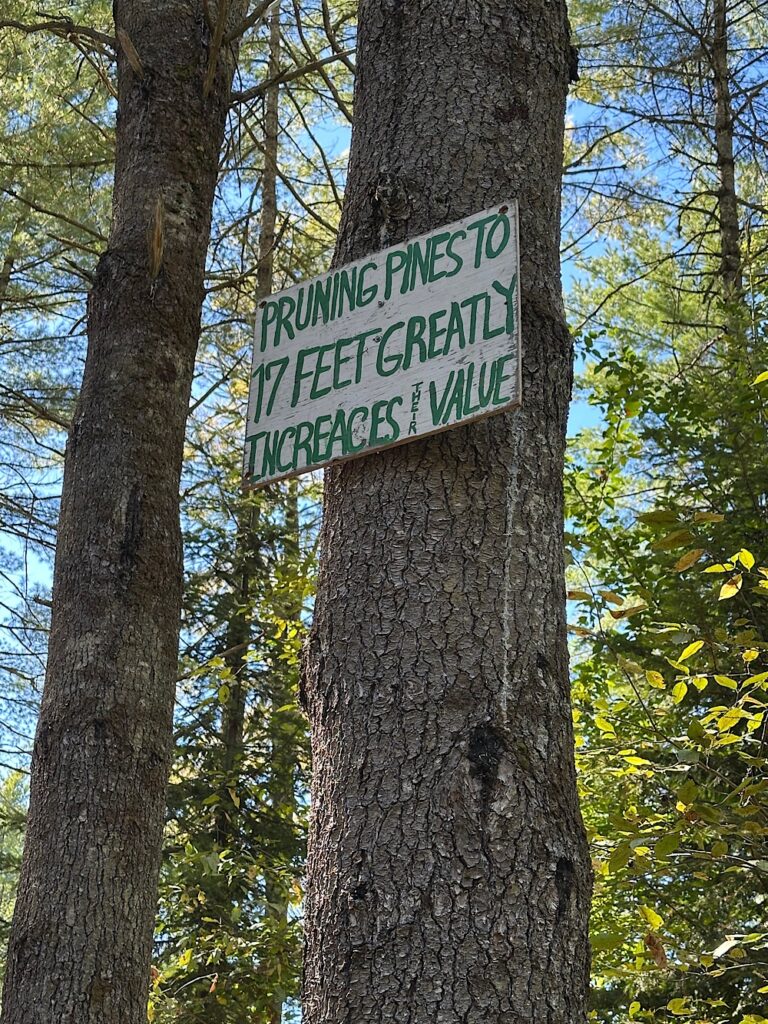 PRUNING PINES TO
17 FEET GREATLY
INCREACES THEIR VALUE